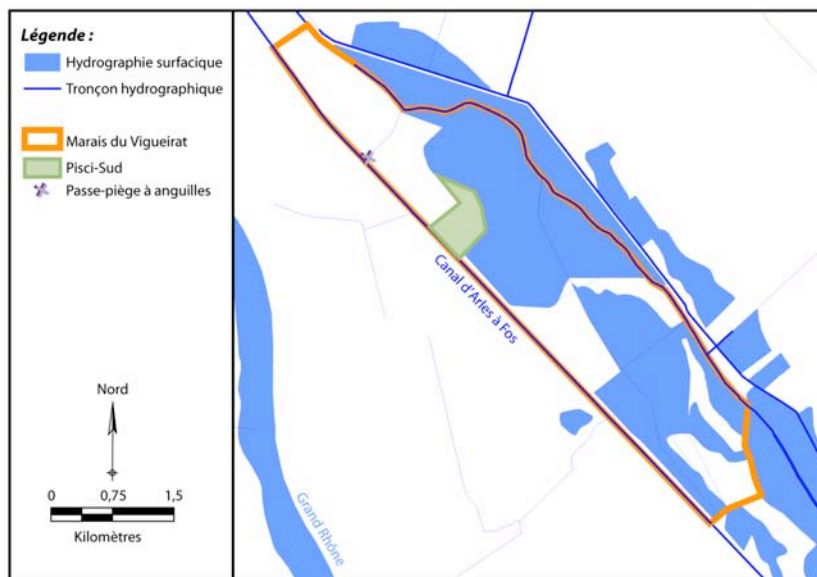 Légende :
Hydrographie surfacique
Tronçon hydrographique
Marais du Vigueirat
Pisci-Sud
Passe-piège à anguilles
Nord
0 0,75 1,5
Kilomètres
Canal d'Arles à Fos
Grand Rhône